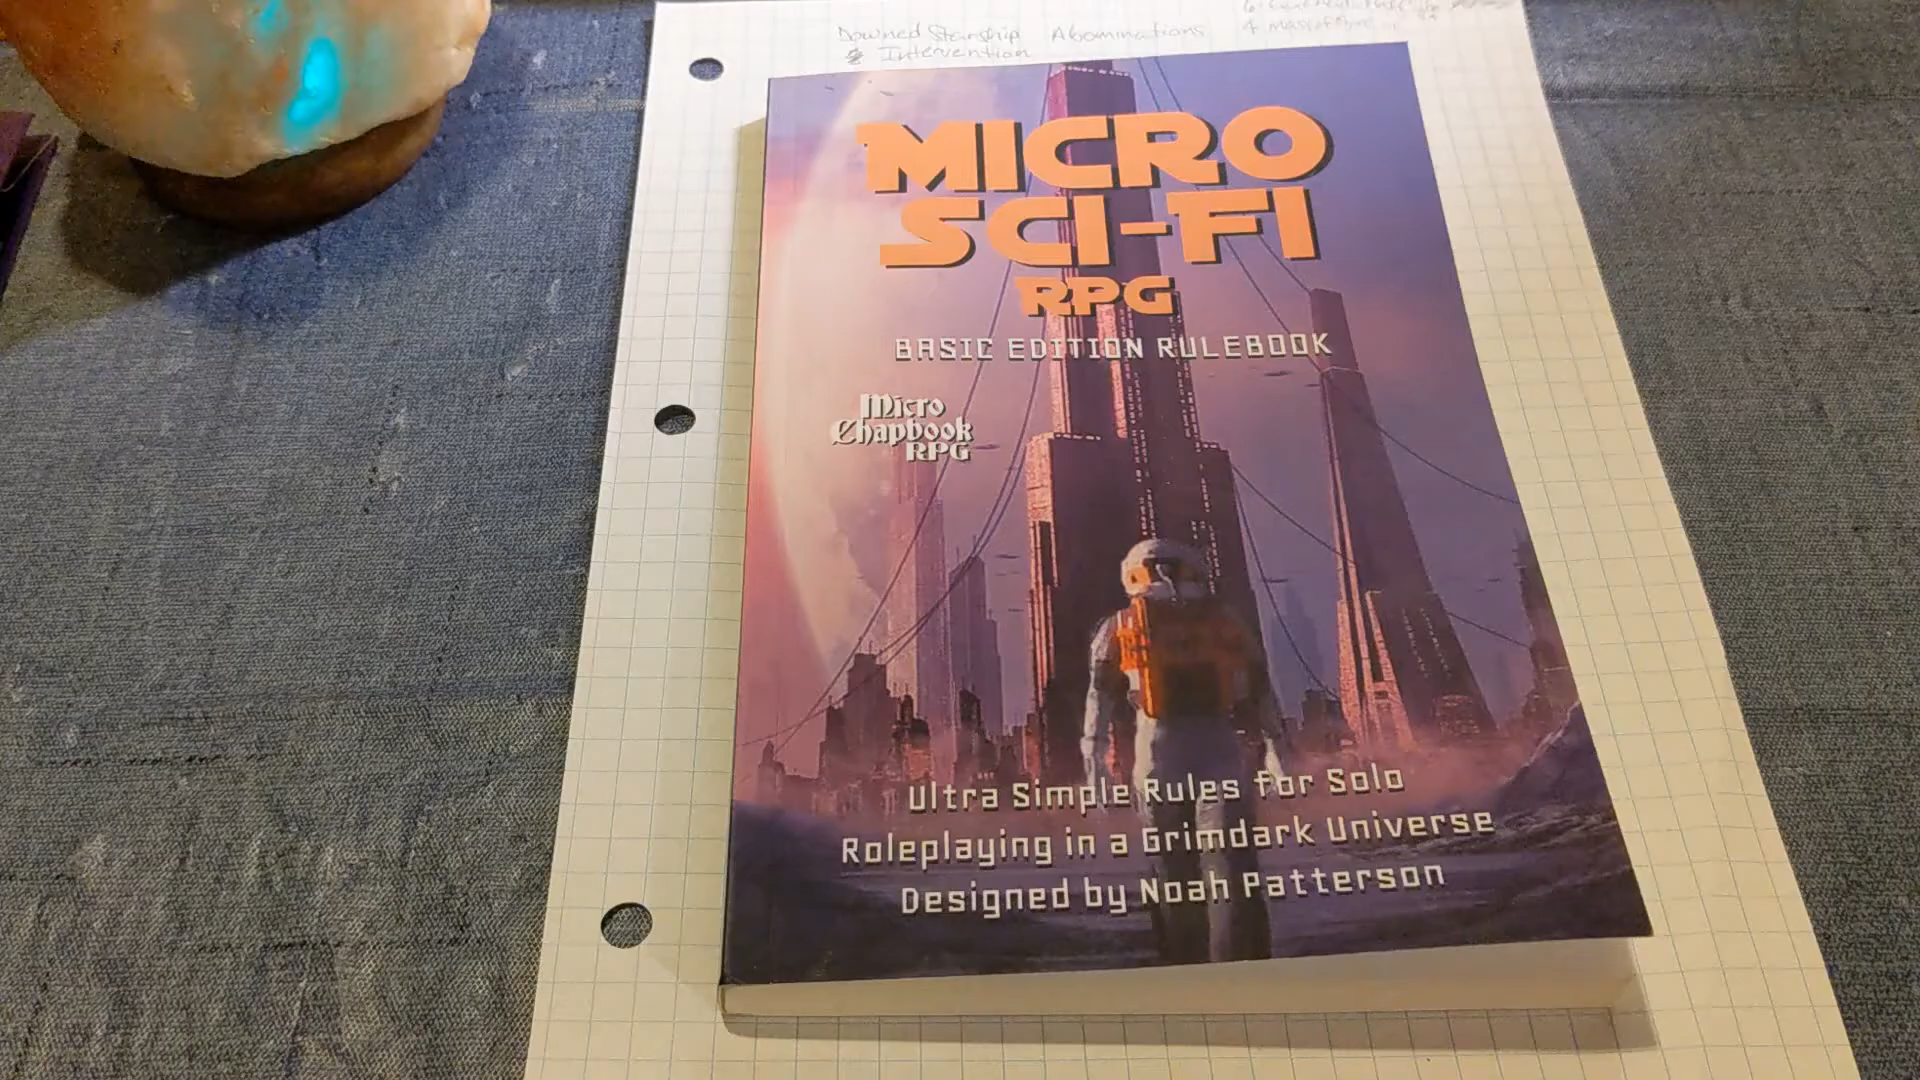 Downed Starship Abominations
& Intervention
MICRO
SCI-FI
RPG
BASIC EDITION RULEBOOK
Micro
Chapbook
RPG
Ultra Simple Rules for Solo
Roleplaying in a Grimdark Universe
Designed by Noah Patterson